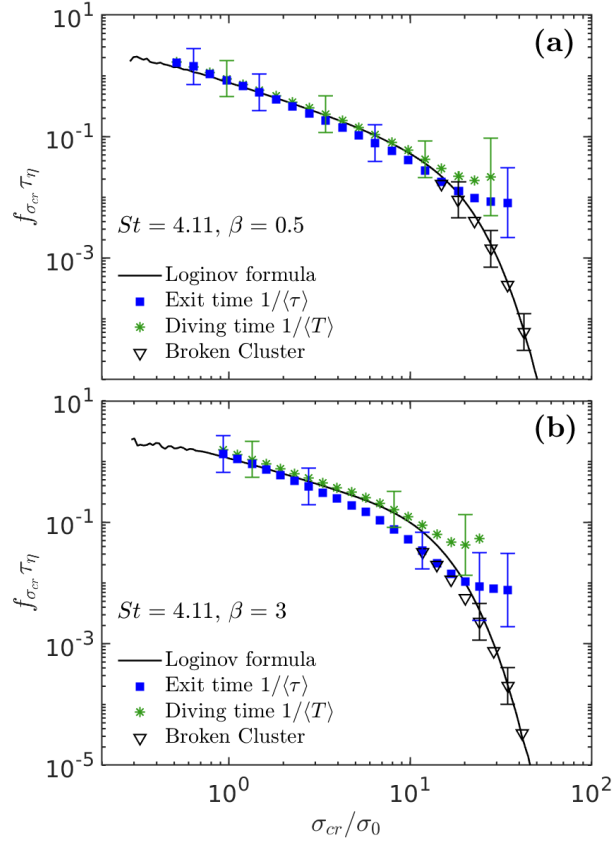 10^1
(a)
10^-1
f_{σ_cr} τ_η
10^-3
St = 4.11, β = 0.5
Loginov formula
Exit time 1/⟨τ⟩
Diving time 1/⟨T⟩
Broken Cluster
10^1
(b)
10^-1
f_{σ_cr} τ_η
10^-3
St = 4.11, β = 3
Loginov formula
Exit time 1/⟨τ⟩
Diving time 1/⟨T⟩
Broken Cluster
10^-5
10^0 10^1 10^2
σ_cr/σ_0